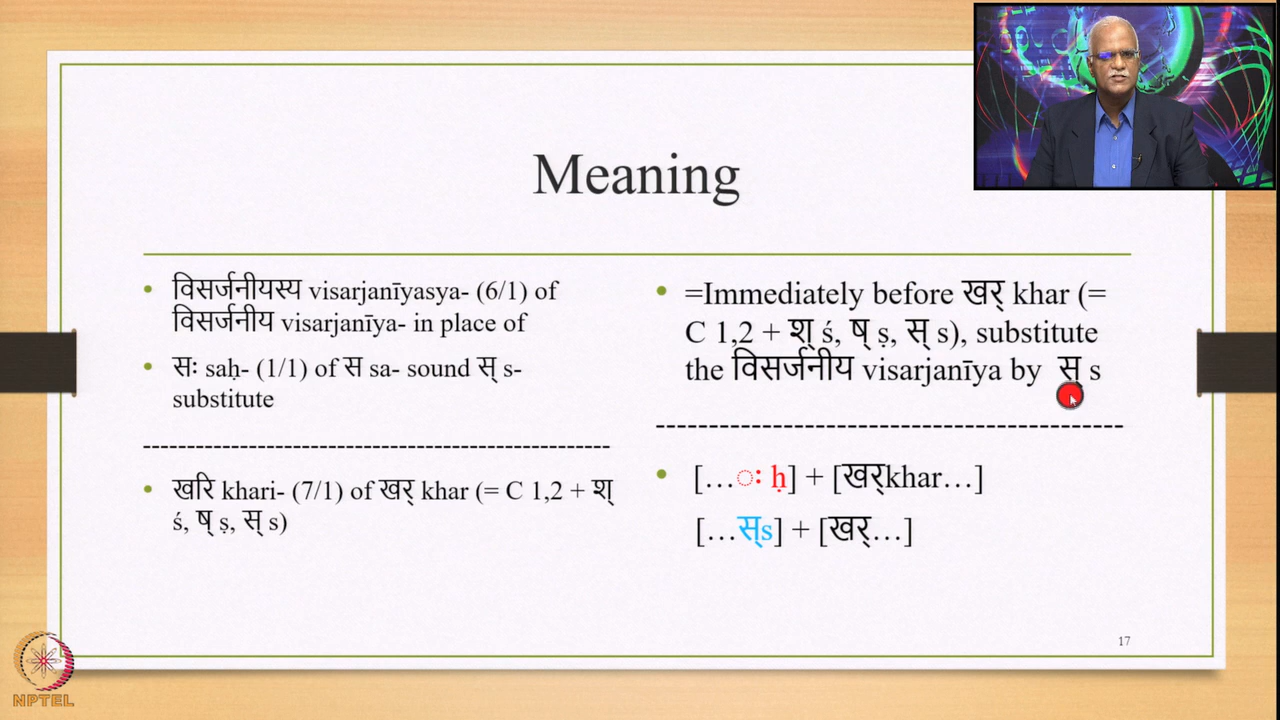 Meaning
• विसर्जनीयस्य visarjanīyasya- (6/1) of
विसर्जनीय visarjanīya- in place of
• सः saḥ- (1/1) of स sa- sound स् s-
substitute
-----------------------------------------------------
• खरि khari- (7/1) of खर् khar (= C 1,2 + श्
ś, ष् ṣ, स् s)
• =Immediately before खर् khar (=
C 1,2 + श् ś, ष् ṣ, स् s), substitute
the विसर्जनीय visarjanīya by स् s
-------------------------------------------
• [...ः ḥ] + [खर्khar…]
[…स्s] + [खर्…]
17
NPTEL